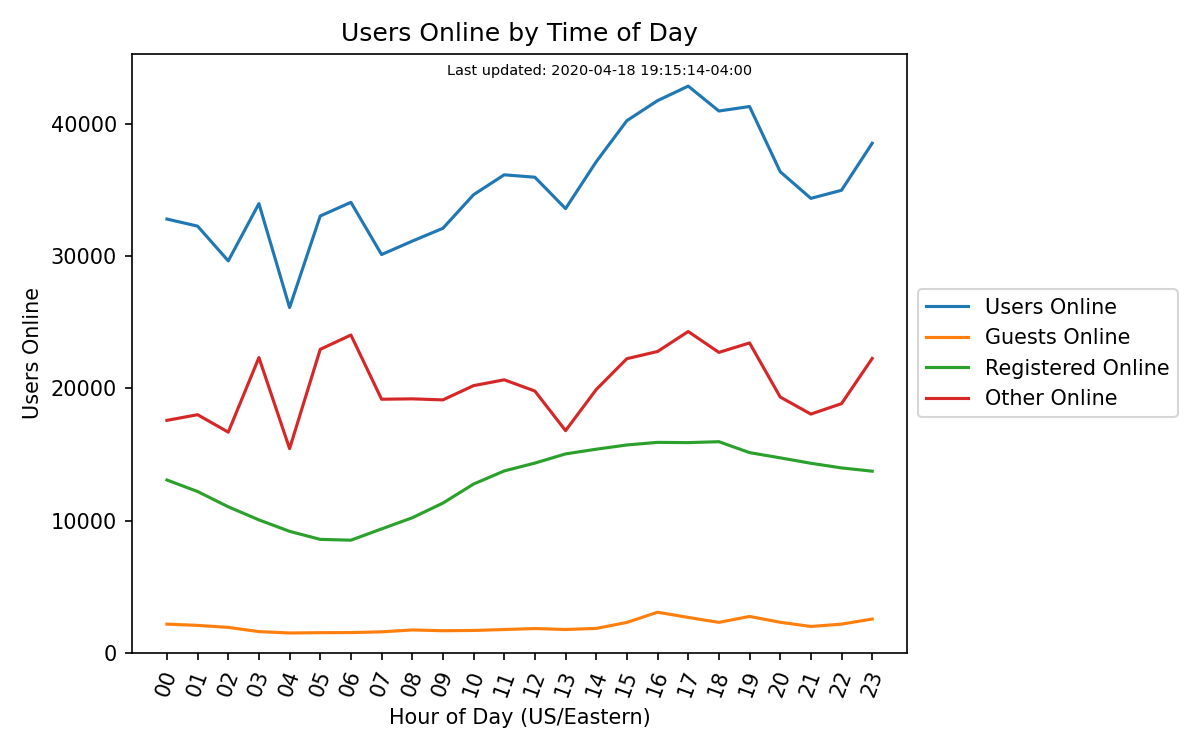 Users Online by Time of Day
Last updated: 2020-04-18 19:15:14-04:00
Users Online
40000
30000
20000
10000
0
00 01 02 03 04 05 06 07 08 09 10 11 12 13 14 15 16 17 18 19 20 21 22 23
Hour of Day (US/Eastern)
Users Online
Guests Online
Registered Online
Other Online